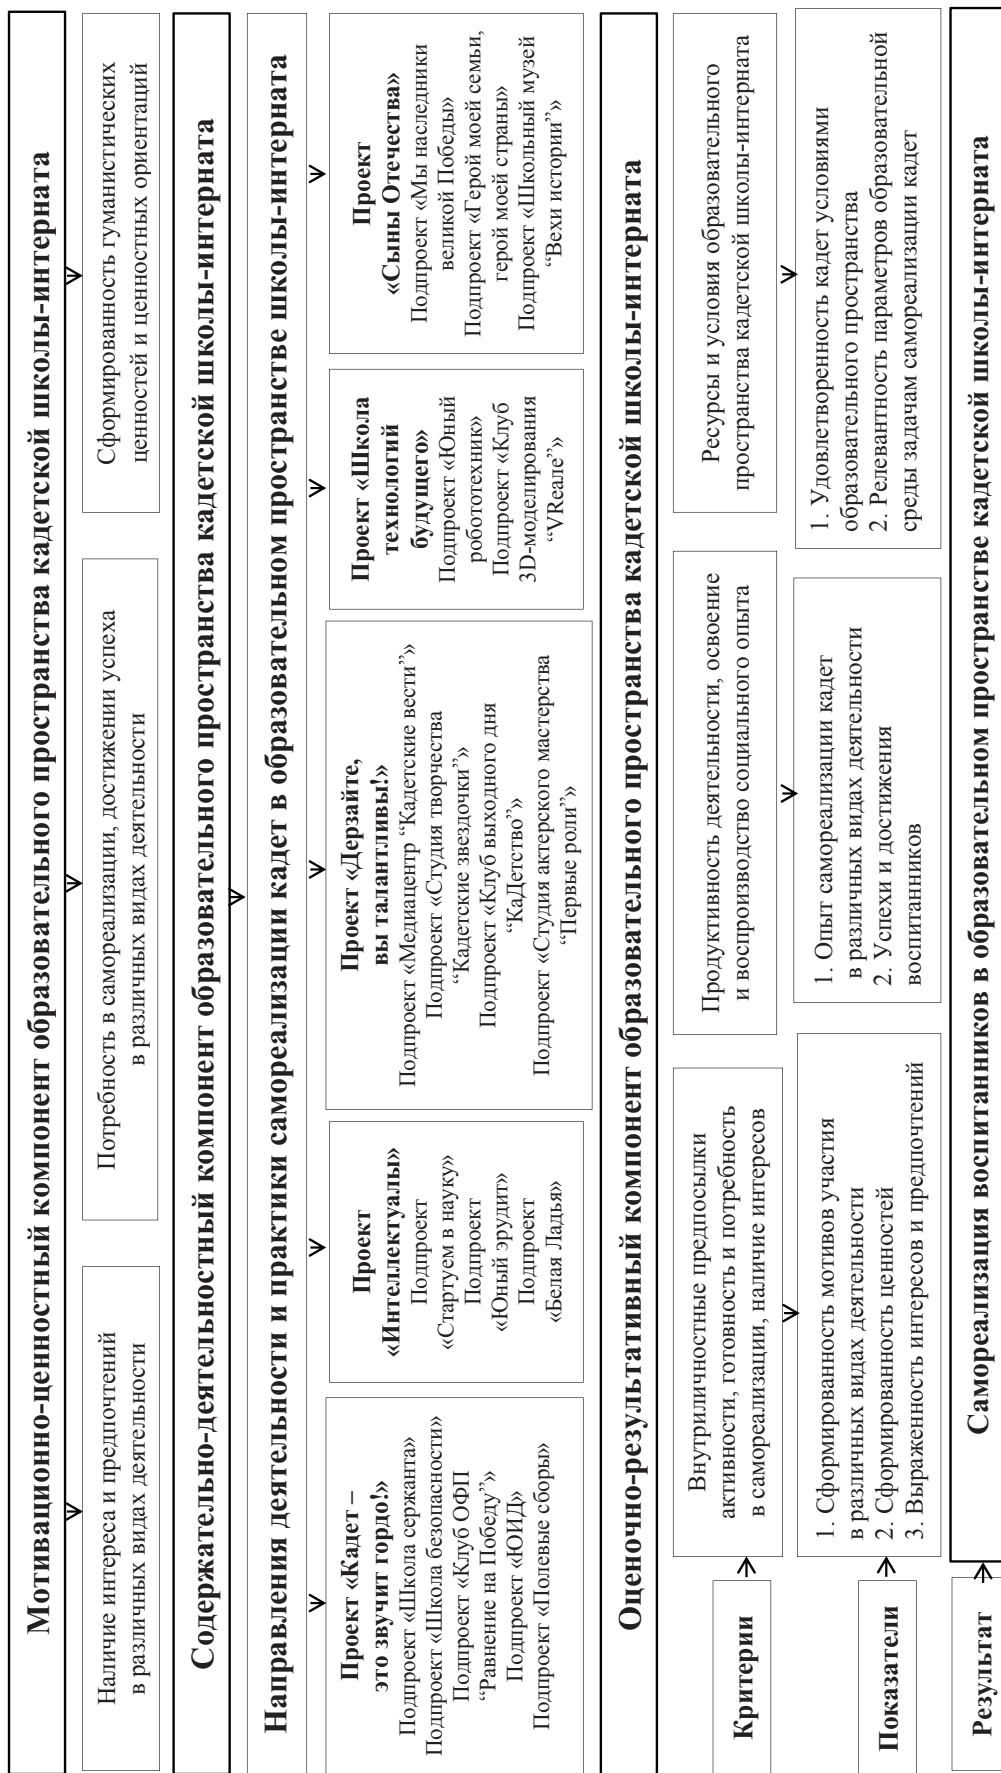 Мотивационно-ценностный компонент образовательного пространства кадетской школы-интерната
Наличие интереса и предпочтений
в различных видах деятельности
Потребность в самореализации, достижении успеха
в различных видах деятельности
Сформированность гуманистических
ценностей и ценностных ориентаций
Содержательно-деятельностный компонент образовательного пространства кадетской школы-интерната
Направления деятельности и практики самореализации кадет в образовательном пространстве школы-интерната
Проект «Кадет –
это звучит гордо!»
Подпроект «Школа сержанта»
Подпроект «Школа безопасности»
Подпроект «Клуб ОФП
“Равнение на Победу”»
Подпроект «ЮИД»
Подпроект «Полевые сборы»
Проект
«Интеллектуалы»
Подпроект
«Стартуем в науку»
Подпроект
«Юный эрудит»
Подпроект
«Белая Ладья»
Проект «Дерзайте,
вы талантливы!»
Подпроект «Медиацентр “Кадетские вести”»
Подпроект «Студия творчества
“Кадетские звездочки”»
Подпроект «Клуб выходного дня
“КаДетство”»
Подпроект «Студия актерского мастерства
“Первые роли”»
Проект «Школа
технологий
будущего»
Подпроект «Юный
робототехник»
Подпроект «Клуб
3D-моделирования
“VРеале”»
Проект
«Сыны Отечества»
Подпроект «Мы наследники
великой Победы»
Подпроект «Герой моей семьи,
герой моей страны»
Подпроект «Школьный музей
“Вехи истории”»
Оценочно-результативный компонент образовательного пространства кадетской школы-интерната
Критерии
Внутриличностные предпосылки
активности, готовность и потребность
в самореализации, наличие интересов
Продуктивность деятельности, освоение
и воспроизводство социального опыта
Ресурсы и условия образовательного
пространства кадетской школы-интерната
Показатели
1. Сформированность мотивов участия
в различных видах деятельности
2. Сформированность ценностей
3. Выраженность интересов и предпочтений
1. Опыт самореализации кадет
в различных видах деятельности
2. Успехи и достижения
воспитанников
1. Удовлетворенность кадет условиями
образовательного пространства
2. Релевантность параметров образовательной
среды задачам самореализации кадет
Результат
Самореализация воспитанников в образовательном пространстве кадетской школы-интерната